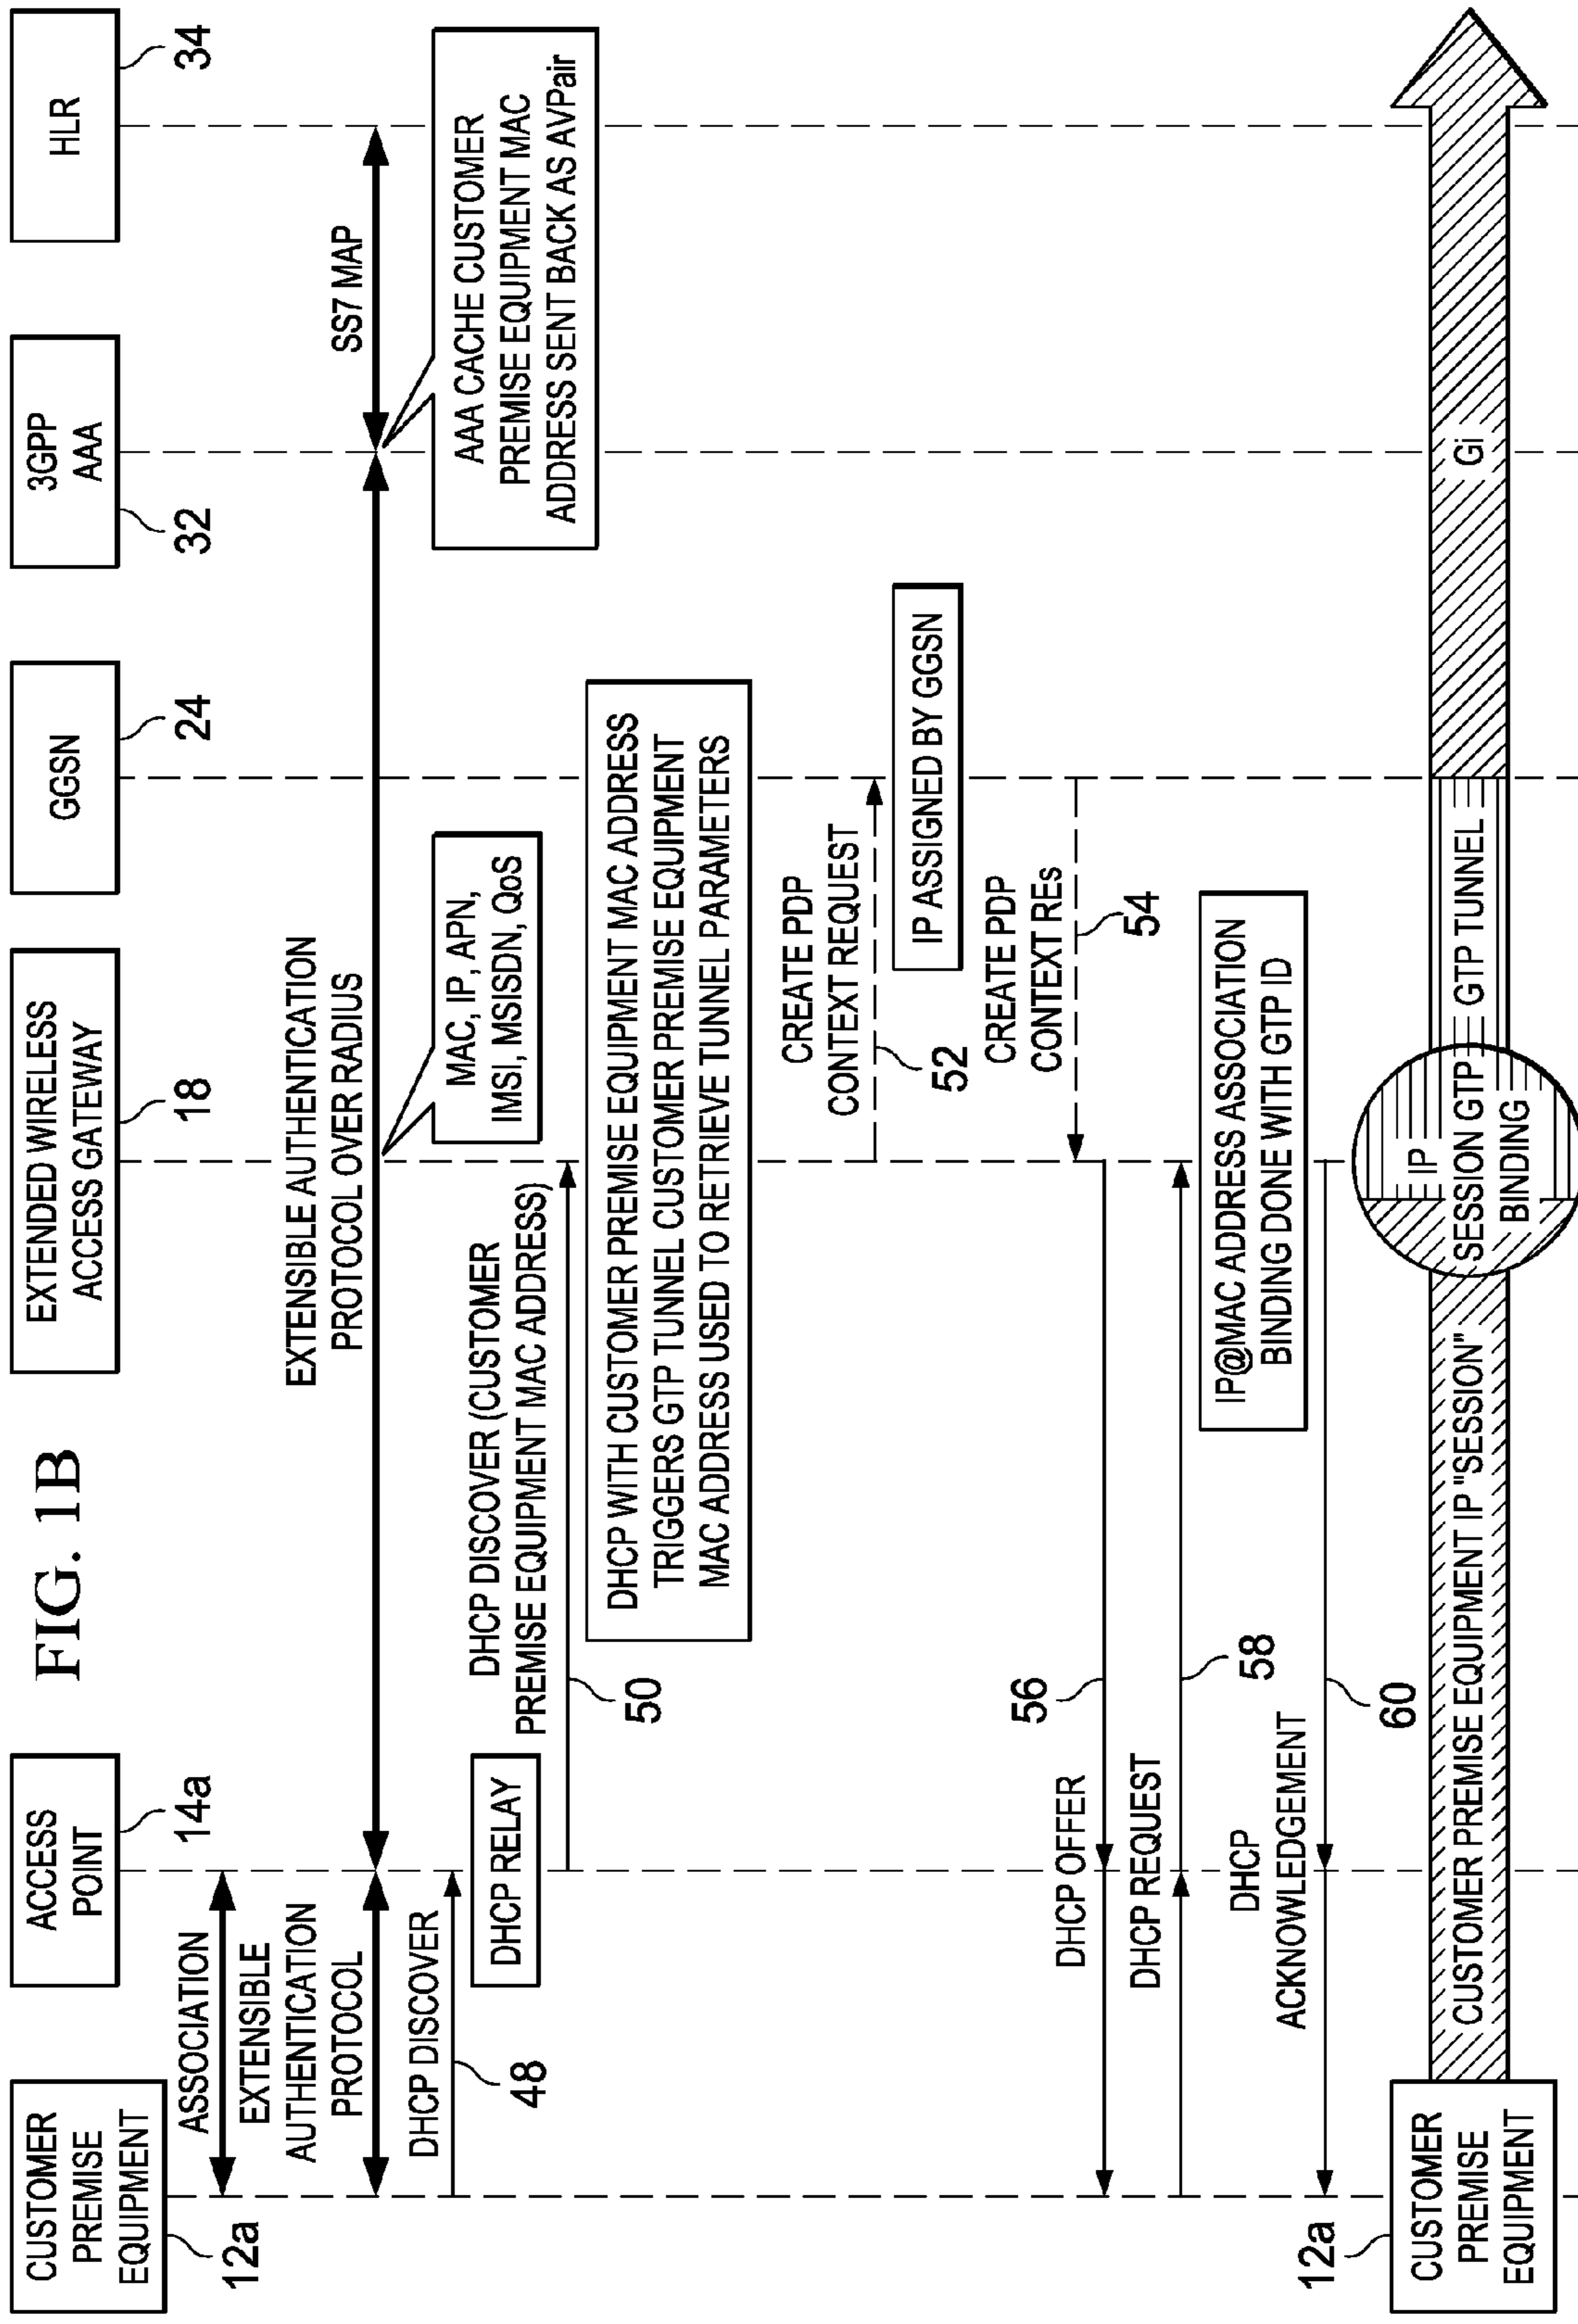 FIG. 1B
CUSTOMER
PREMISE
EQUIPMENT
12a
ACCESS
POINT
14a
EXTENDED WIRELESS
ACCESS GATEWAY
18
GGSN
24
3GPP
AAA
32
HLR
34
ASSOCIATION
EXTENSIBLE
AUTHENTICATION
PROTOCOL
EXTENSIBLE AUTHENTICATION
PROTOCOL OVER RADIUS
SS7 MAP
DHCP DISCOVER
48
MAC, IP, APN,
IMSI, MSISDN, QoS
AAA CACHE CUSTOMER
PREMISE EQUIPMENT MAC
ADDRESS SENT BACK AS AVPair
DHCP RELAY
DHCP DISCOVER (CUSTOMER
PREMISE EQUIPMENT MAC ADDRESS)
50
DHCP WITH CUSTOMER PREMISE EQUIPMENT MAC ADDRESS
TRIGGERS GTP TUNNEL CUSTOMER PREMISE EQUIPMENT
MAC ADDRESS USED TO RETRIEVE TUNNEL PARAMETERS
CREATE PDP
CONTEXT REQUEST
52
IP ASSIGNED BY GGSN
CREATE PDP
CONTEXT REs
54
DHCP OFFER
56
DHCP REQUEST
58
IP@MAC ADDRESS ASSOCIATION
BINDING DONE WITH GTP ID
DHCP
ACKNOWLEDGEMENT
60
12a
CUSTOMER
PREMISE
EQUIPMENT
CUSTOMER PREMISE EQUIPMENT IP "SESSION"
IP
SESSION GTP
BINDING
GTP TUNNEL
Gi